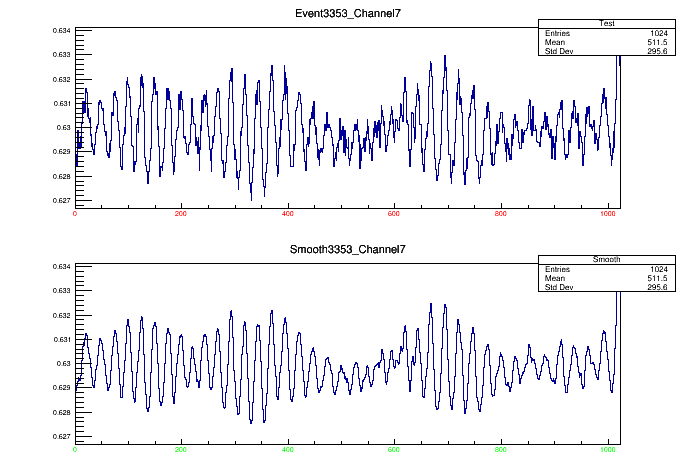 Event3353_Channel7
Test
Entries 1024
Mean 511.5
Std Dev 295.6
0.634
0.633
0.632
0.631
0.63
0.629
0.628
0.627
0 200 400 600 800 1000
Smooth3353_Channel7
Smooth
Entries 1024
Mean 511.5
Std Dev 295.6
0.634
0.633
0.632
0.631
0.63
0.629
0.628
0.627
0 200 400 600 800 1000